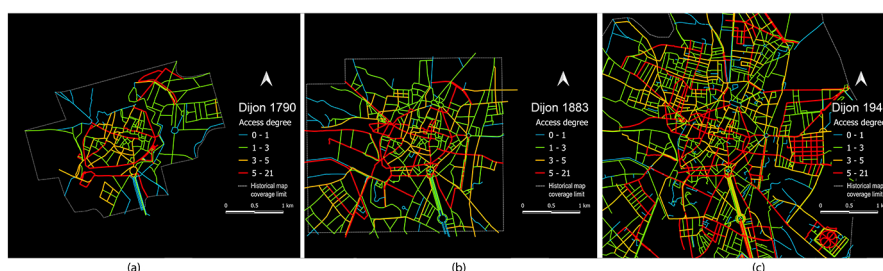 Dijon 1790
Access degree
0 - 1
1 - 3
3 - 5
5 - 21
Historical map
coverage limit
0 0.5 1 km
(a)
Dijon 1883
Access degree
0 - 1
1 - 3
3 - 5
5 - 21
Historical map
coverage limit
0 0.5 1 km
(b)
Dijon 194
Access degree
0 - 1
1 - 3
3 - 5
5 - 21
Historical map
coverage limit
0 0.5 1 km
(c)